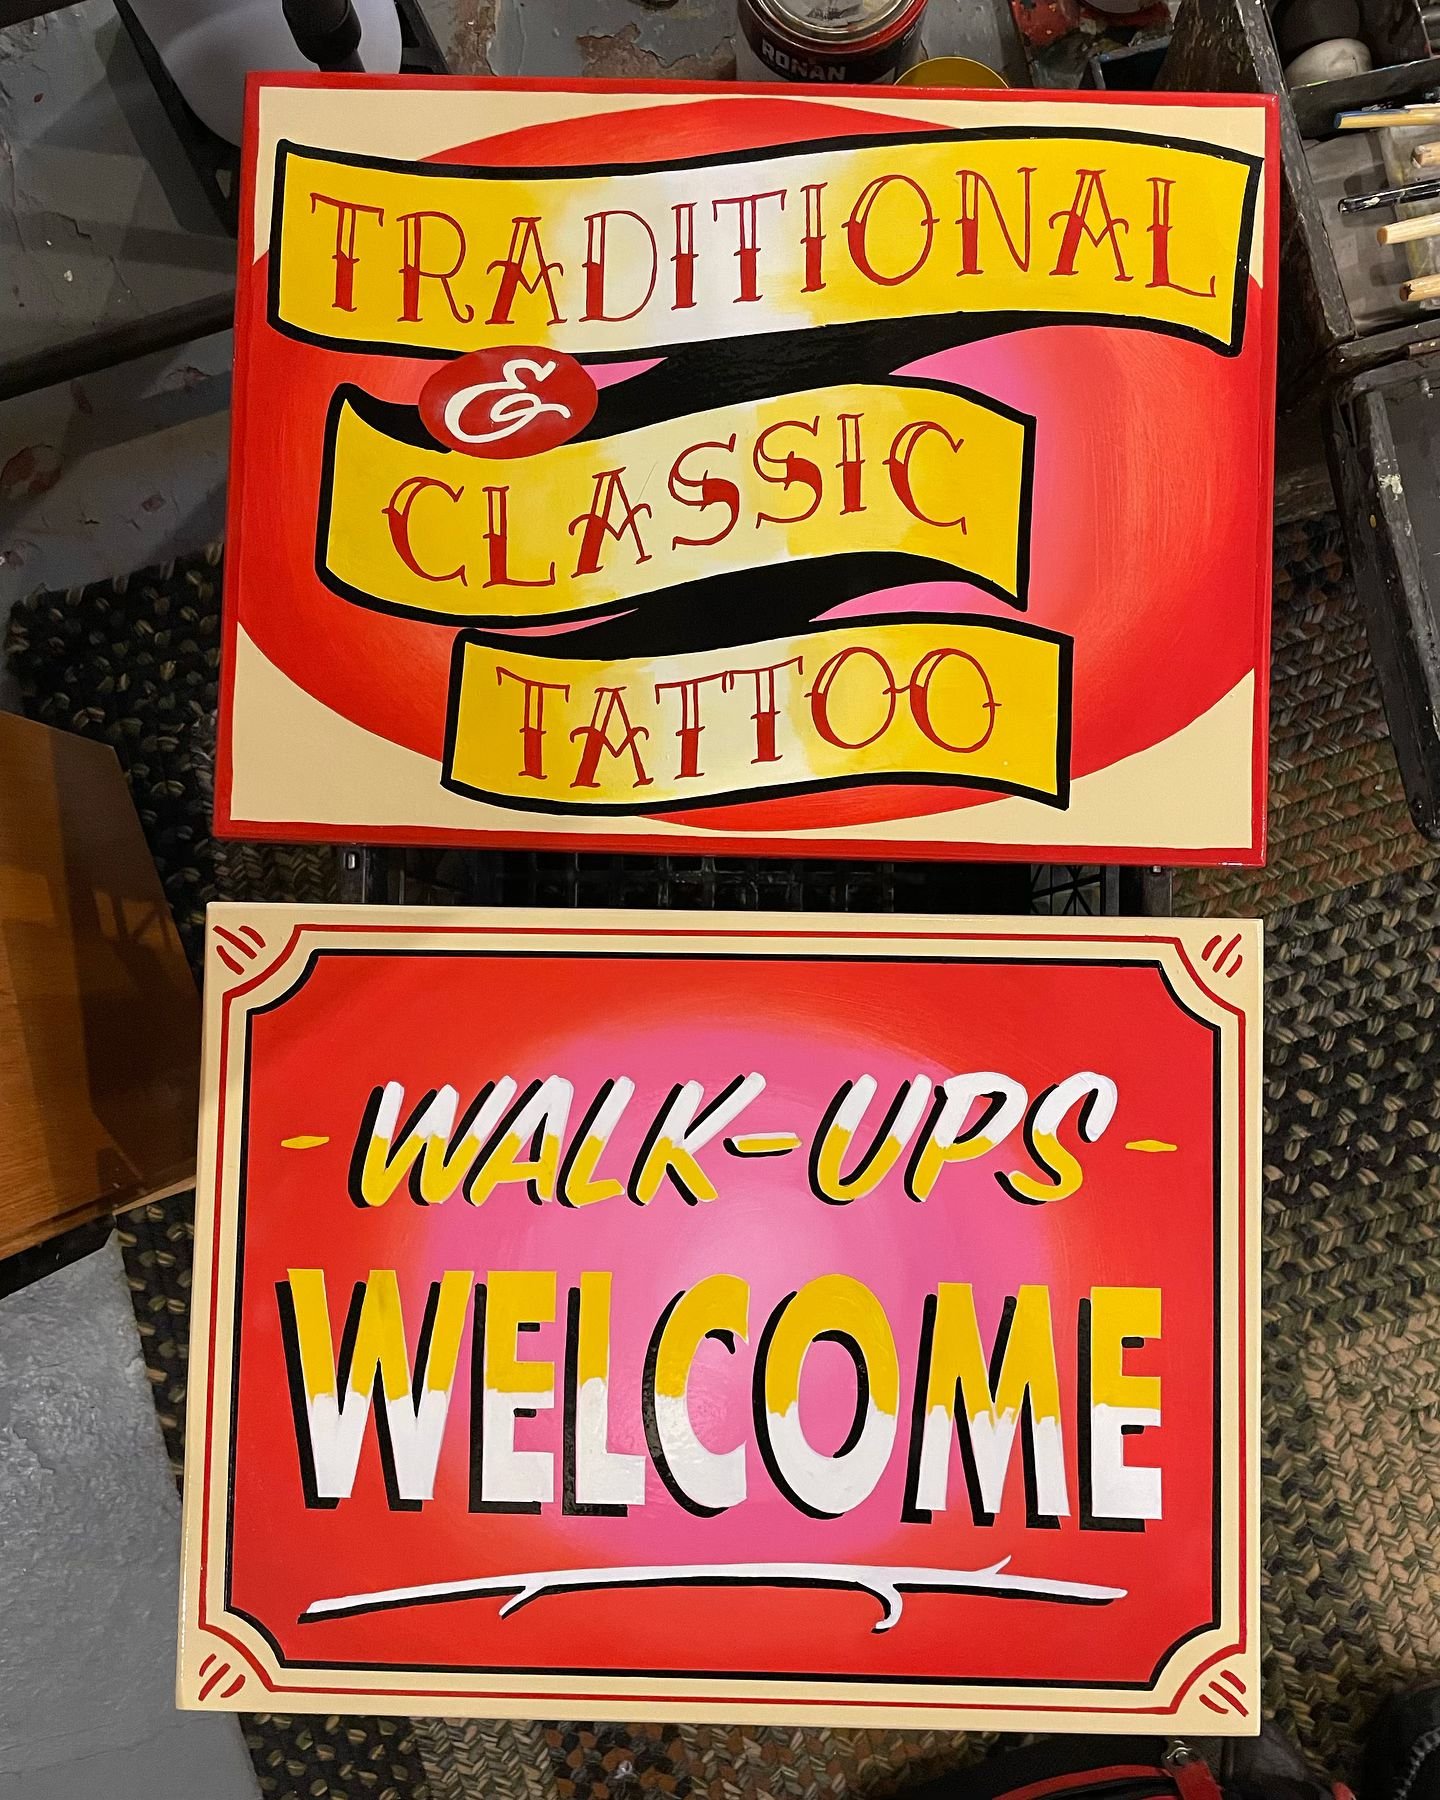 RONAN
TRADITIONAL
&
CLASSIC
TATTOO
WALK-UPS
WELCOME